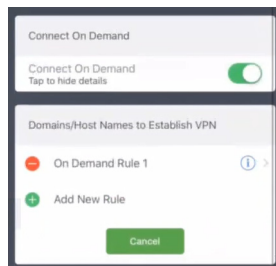 Connect On Demand
Connect On Demand
Tap to hide details
Domains/Host Names to Establish VPN
On Demand Rule 1
Add New Rule
Cancel